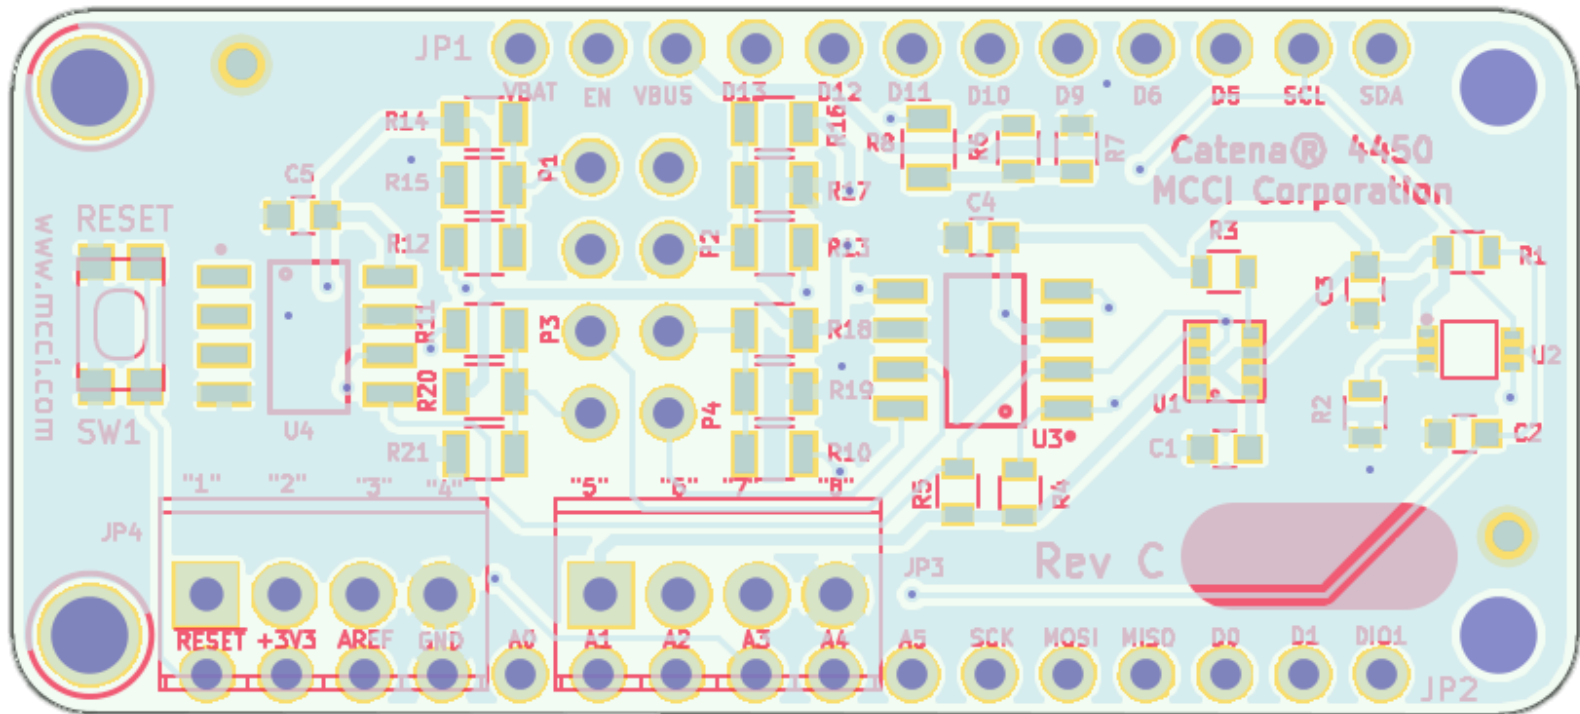 JP1
VBAT EN VBUS D13 D12 D11 D10 D9 D6 D5 SCL SDA
R14 R16 R8 R6 R7
Catena® 4450
MCCI Corporation
C5 R15 P1 R17
RESET R12 P2 R13 C4 R3 R1
www.mcci.com
C3
R11 P3 R18 U2
R20 R19 U1 R2
SW1 U4 P4 U3 C1 C2
R21 R10
"1" "2" "3" "4" "5" "6" "7" "8" R5 R4
JP4 JP3 Rev C
RESET +3V3 AREF GND A0 A1 A2 A3 A4 A5 SCK MOSI MISO D0 D1 DIO1
JP2